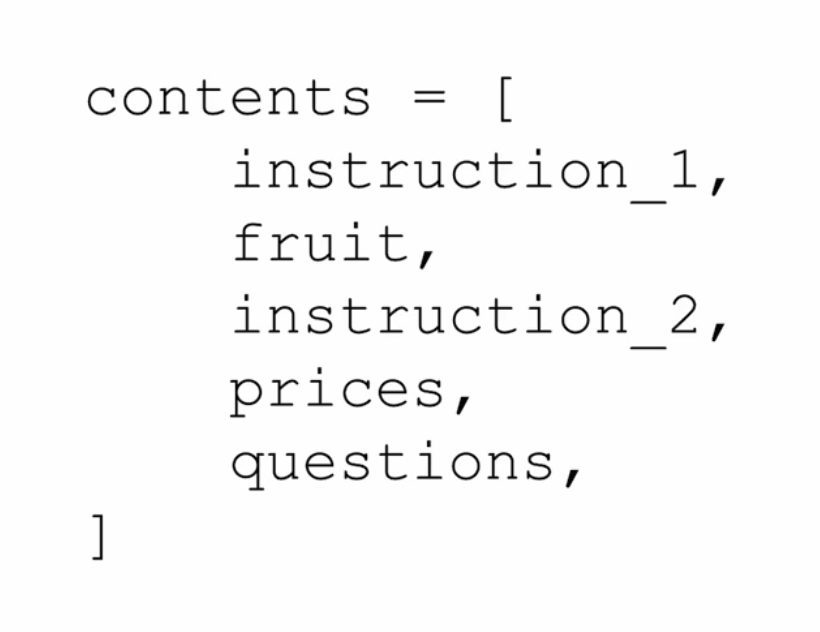 contents = [
    instruction_1,
    fruit,
    instruction_2,
    prices,
    questions,
]